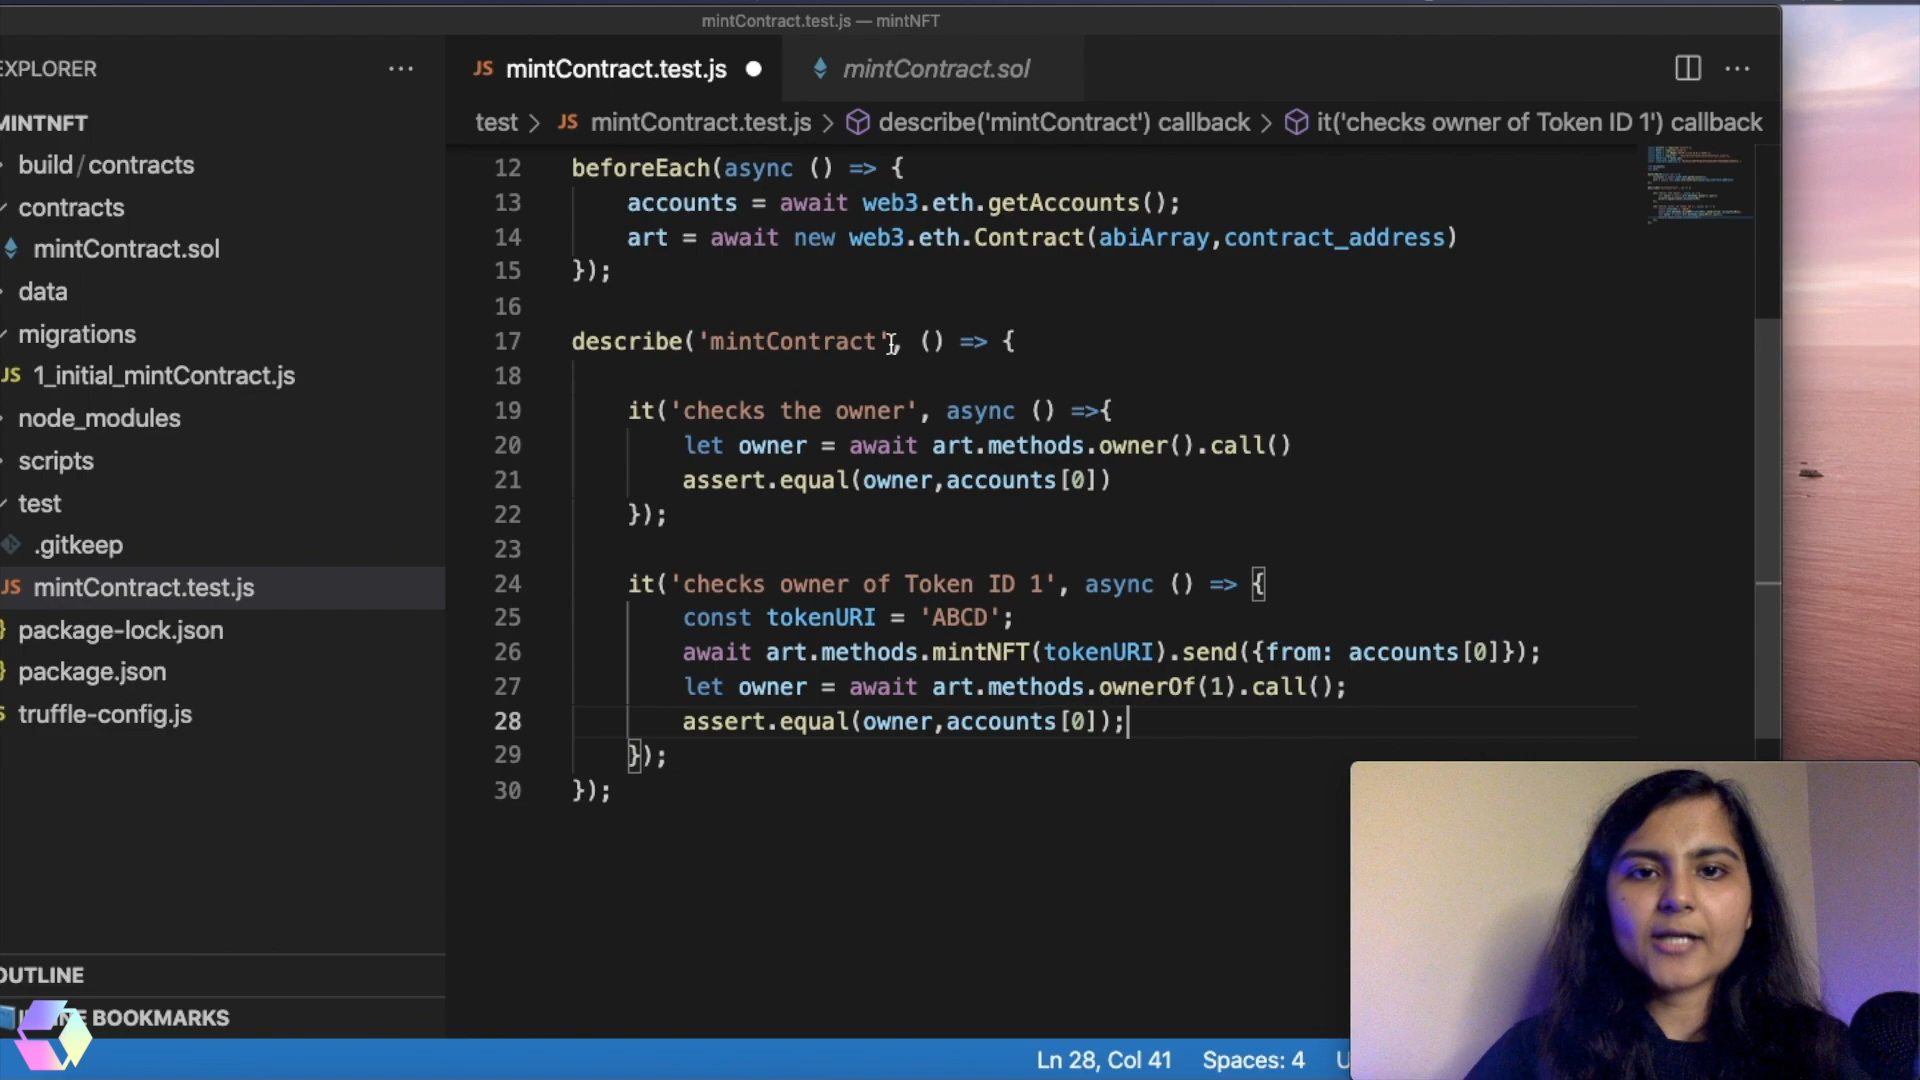 mintContract.test.js — mintNFT
EXPLORER
JS mintContract.test.js
mintContract.sol
test > JS mintContract.test.js > describe('mintContract') callback > it('checks owner of Token ID 1') callback
MINTNFT
build/contracts
contracts
mintContract.sol
data
migrations
JS 1_initial_mintContract.js
node_modules
scripts
test
.gitkeep
JS mintContract.test.js
package-lock.json
package.json
truffle-config.js
OUTLINE
BOOKMARKS
12 beforeEach(async () => {
13 accounts = await web3.eth.getAccounts();
14 art = await new web3.eth.Contract(abiArray,contract_address)
15 });
16
17 describe('mintContract', () => {
18
19 it('checks the owner', async () =>{
20 let owner = await art.methods.owner().call()
21 assert.equal(owner,accounts[0])
22 });
23
24 it('checks owner of Token ID 1', async () => {
25 const tokenURI = 'ABCD';
26 await art.methods.mintNFT(tokenURI).send({from: accounts[0]});
27 let owner = await art.methods.ownerOf(1).call();
28 assert.equal(owner,accounts[0]);
29 });
30 });
Ln 28, Col 41 Spaces: 4